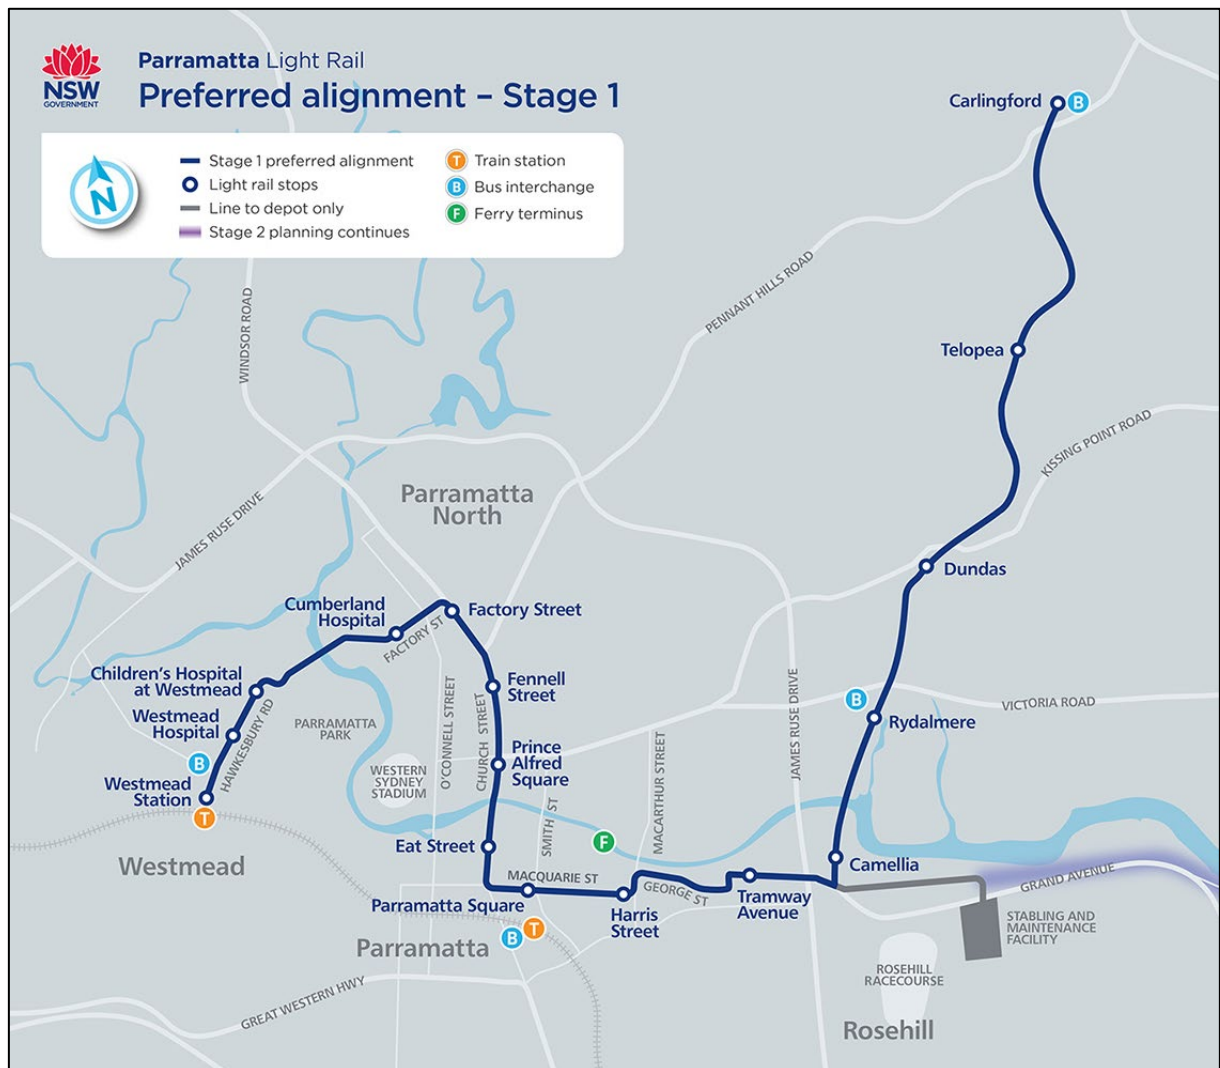 NSW
GOVERNMENT
Parramatta Light Rail
Preferred alignment – Stage 1
N
Stage 1 preferred alignment
Light rail stops
Line to depot only
Stage 2 planning continues
T Train station
B Bus interchange
F Ferry terminus
Carlingford
B
WINDSOR ROAD
PENNANT HILLS ROAD
Telopea
KISSING POINT ROAD
JAMES RUSE DRIVE
Parramatta
North
Dundas
Cumberland
Hospital
Factory Street
FACTORY ST
Children's Hospital
at Westmead
Fennell
Street
Westmead
Hospital
HAWKESBURY RD
PARRAMATTA
PARK
O'CONNELL STREET
CHURCH STREET
JAMES RUSE DRIVE
B
VICTORIA ROAD
Rydalmere
B
Westmead
Station
T
WESTERN
SYDNEY
STADIUM
Prince
Alfred
Square
MACARTHUR STREET
SMITH ST
F
Westmead
Eat Street
Camellia
MACQUARIE ST
GEORGE ST
GRAND AVENUE
Parramatta Square
Harris
Street
Tramway
Avenue
STABLING AND
MAINTENANCE
FACILITY
Parramatta
B
T
ROSEHILL
RACECOURSE
GREAT WESTERN HWY
Rosehill